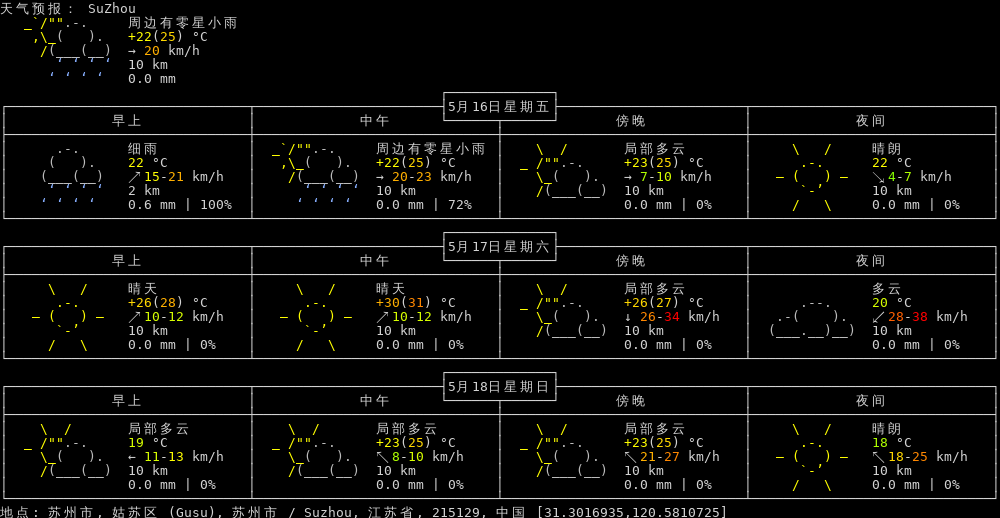 天气预报: SuZhou
周边有零星小雨
+22(25) °C
→ 20 km/h
10 km
0.0 mm
5月16日星期五
早上 中午 傍晚 夜间
细雨 周边有零星小雨 局部多云 晴朗
22 °C +22(25) °C +23(25) °C 22 °C
↗ 15-21 km/h → 20-23 km/h → 7-10 km/h ↘ 4-7 km/h
2 km 10 km 10 km 10 km
0.6 mm | 100% 0.0 mm | 72% 0.0 mm | 0% 0.0 mm | 0%
5月17日星期六
早上 中午 傍晚 夜间
晴天 晴天 局部多云 多云
+26(28) °C +30(31) °C +26(27) °C 20 °C
↗ 10-12 km/h ↗ 10-12 km/h ↓ 26-34 km/h ↙ 28-38 km/h
10 km 10 km 10 km 10 km
0.0 mm | 0% 0.0 mm | 0% 0.0 mm | 0% 0.0 mm | 0%
5月18日星期日
早上 中午 傍晚 夜间
局部多云 局部多云 局部多云 晴朗
19 °C +23(25) °C +23(25) °C 18 °C
← 11-13 km/h ↖ 8-10 km/h ↖ 21-27 km/h ↖ 18-25 km/h
10 km 10 km 10 km 10 km
0.0 mm | 0% 0.0 mm | 0% 0.0 mm | 0% 0.0 mm | 0%
地点: 苏州市, 姑苏区 (Gusu), 苏州市 / Suzhou, 江苏省, 215129, 中国 [31.3016935,120.5810725]